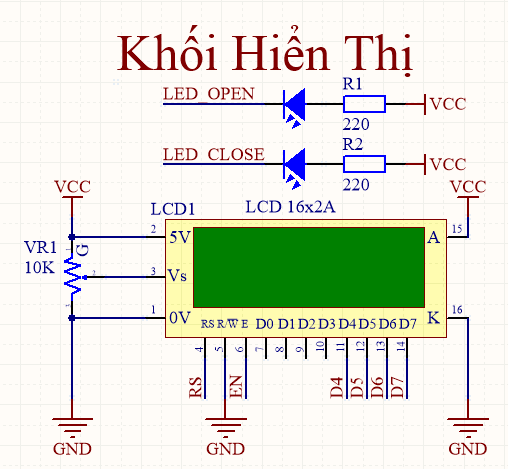 Khối Hiển Thị
LED_OPEN
R1
VCC
220
LED_CLOSE
R2
VCC
220
VCC
VCC
LCD1
LCD 16x2A
2
5V
A
15
VR1
10K
G
2
3
Vs
1
0V
K
16
RS R/W E D0 D1 D2 D3 D4 D5 D6 D7
4 5 6 7 8 9 10 11 12 13 14
RS
EN
D4
D5
D6
D7
GND
GND
GND